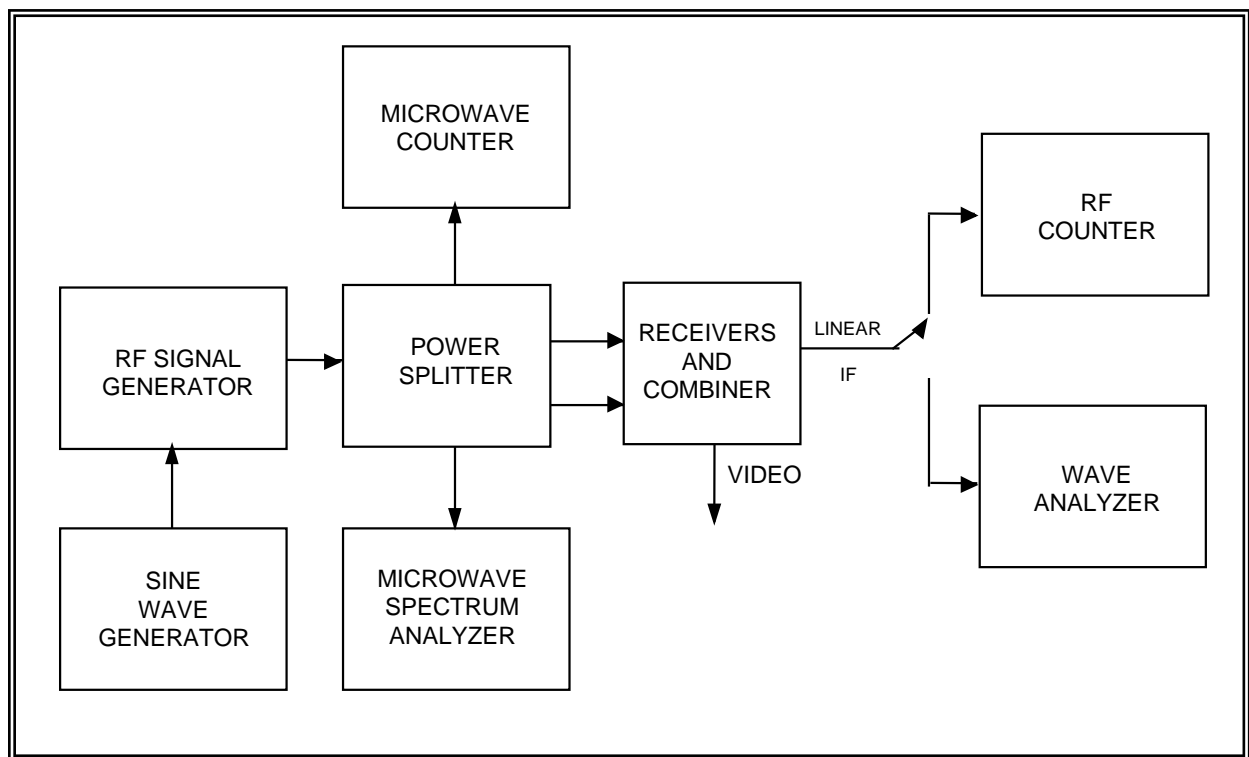 MICROWAVE
COUNTER
RF
COUNTER
RF SIGNAL
GENERATOR
POWER
SPLITTER
RECEIVERS
AND
COMBINER
LINEAR
IF
VIDEO
WAVE
ANALYZER
SINE
WAVE
GENERATOR
MICROWAVE
SPECTRUM
ANALYZER